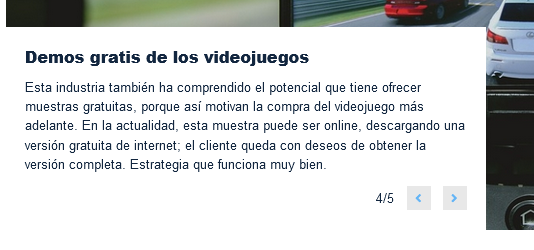 Demos gratis de los videojuegos
Esta industria también ha comprendido el potencial que tiene ofrecer
muestras gratuitas, porque así motivan la compra del videojuego más
adelante. En la actualidad, esta muestra puede ser online, descargando una
versión gratuita de internet; el cliente queda con deseos de obtener la
versión completa. Estrategia que funciona muy bien.
4/5